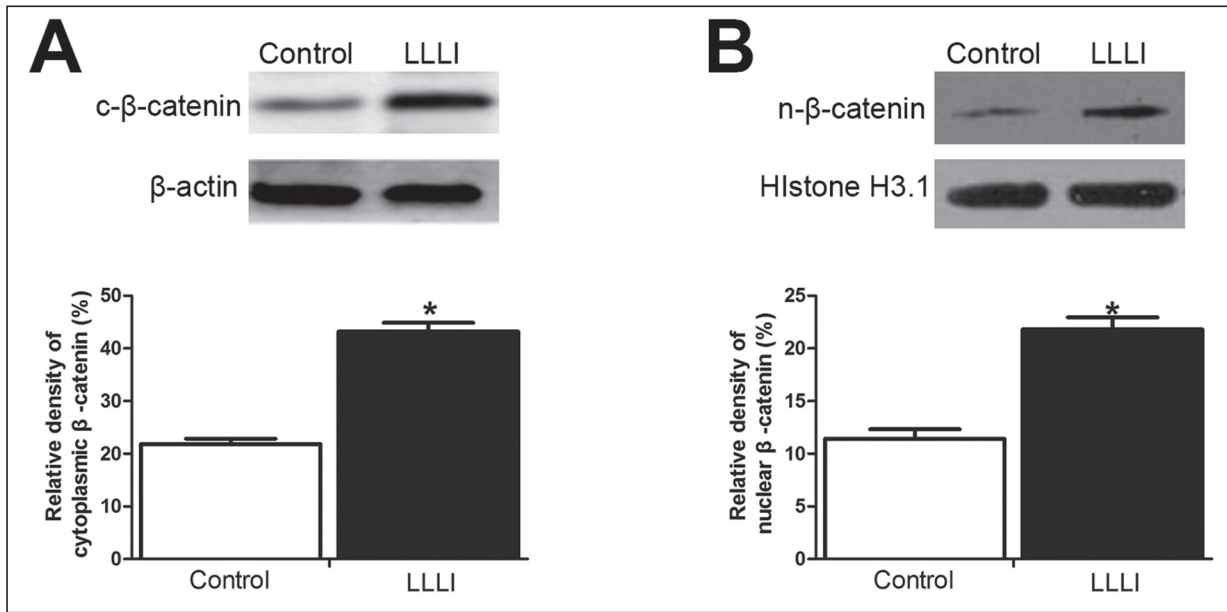 A
Control LLLI
c-β-catenin
β-actin
Relative density of
cytoplasmic β -catenin (%)
50
40
30
20
10
0
*
Control LLLI
B
Control LLLI
n-β-catenin
HIstone H3.1
Relative density of
nuclear β -catenin (%)
25
20
15
10
5
0
*
Control LLLI